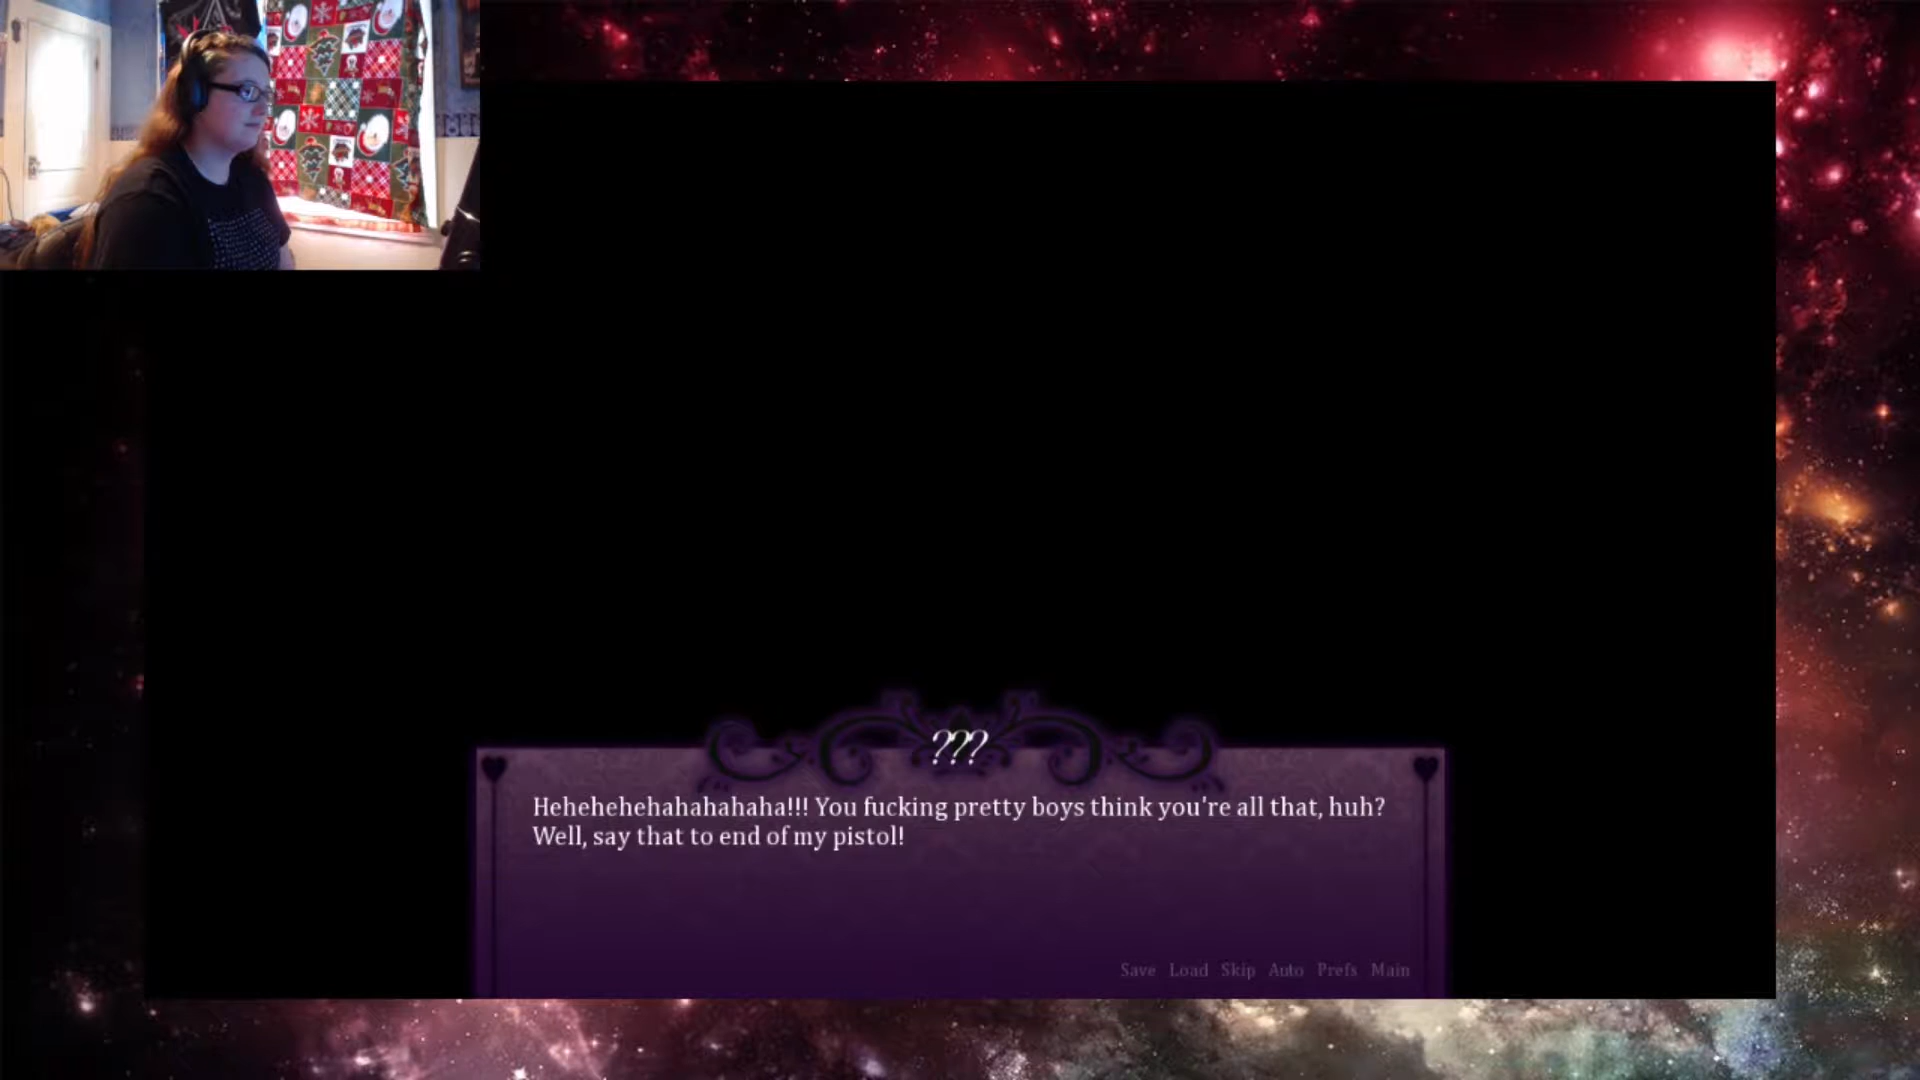 ???
Hehehehehahahahaha!!! You fucking pretty boys think you're all that, huh?
Well, say that to end of my pistol!
Save Load Skip Auto Prefs Main